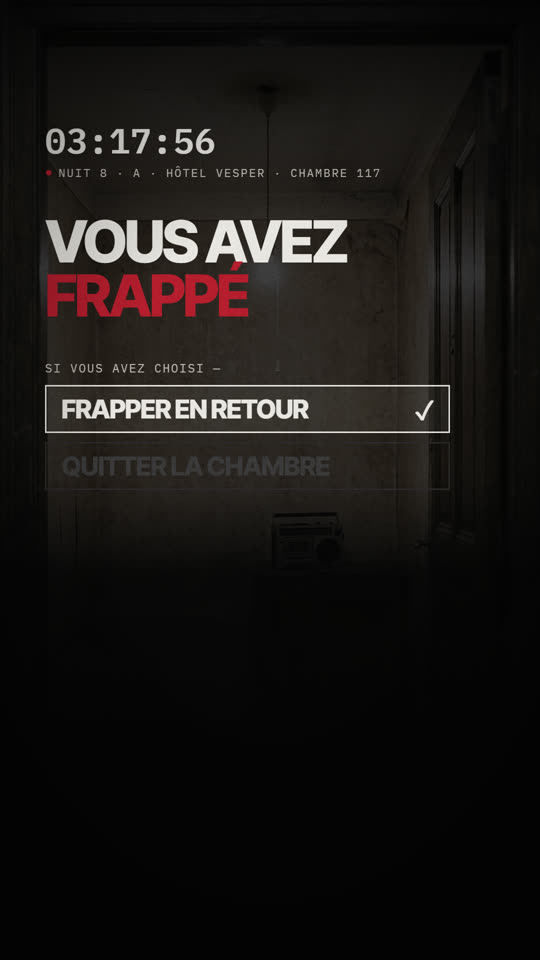 03:17:56
NUIT 8 · A · HÔTEL VESPER · CHAMBRE 117
VOUS AVEZ
FRAPPÉ
SI VOUS AVEZ CHOISI —
FRAPPER EN RETOUR ✓
QUITTER LA CHAMBRE